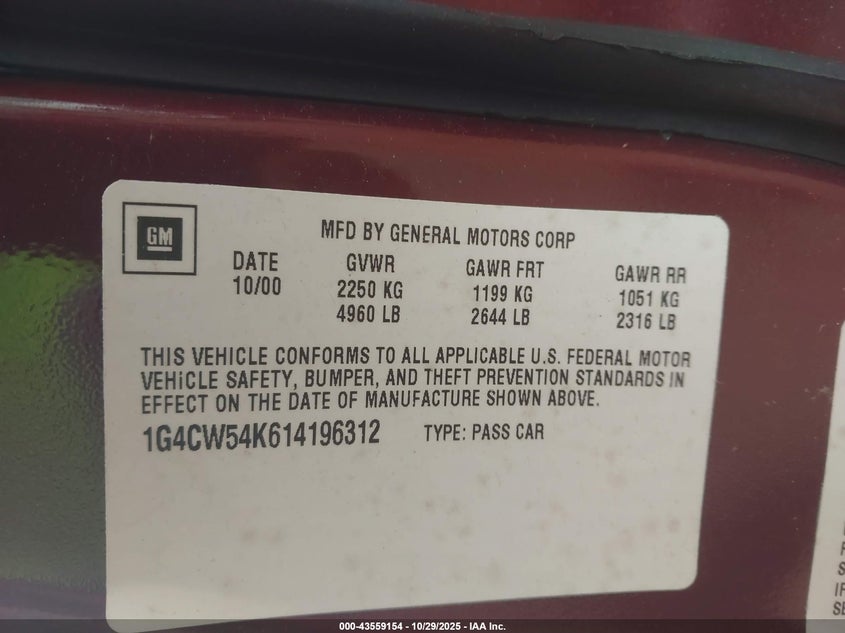 GM
MFD BY GENERAL MOTORS CORP
DATE GVWR GAWR FRT GAWR RR
10/00 2250 KG 1199 KG 1051 KG
4960 LB 2644 LB 2316 LB
THIS VEHICLE CONFORMS TO ALL APPLICABLE U.S. FEDERAL MOTOR
VEHICLE SAFETY, BUMPER, AND THEFT PREVENTION STANDARDS IN
EFFECT ON THE DATE OF MANUFACTURE SHOWN ABOVE.
1G4CW54K614196312 TYPE: PASS CAR
000-43559154 - 10/29/2025 - IAA Inc.